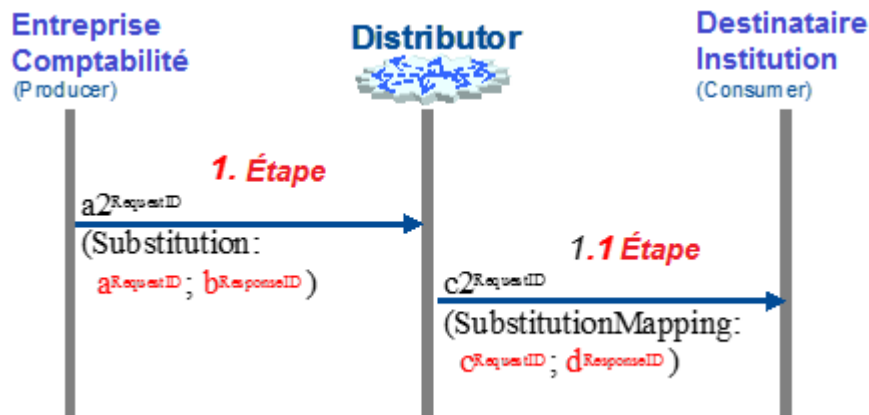 Entreprise
Comptabilité
(Producer)
Distributor
Destinataire
Institution
(Consumer)
1. Étape
a2RequestID
(Substitution:
aRequestID ; bResponseID )
1.1 Étape
c2RequestID
(SubstitutionMapping:
cRequestID ; dResponseID )